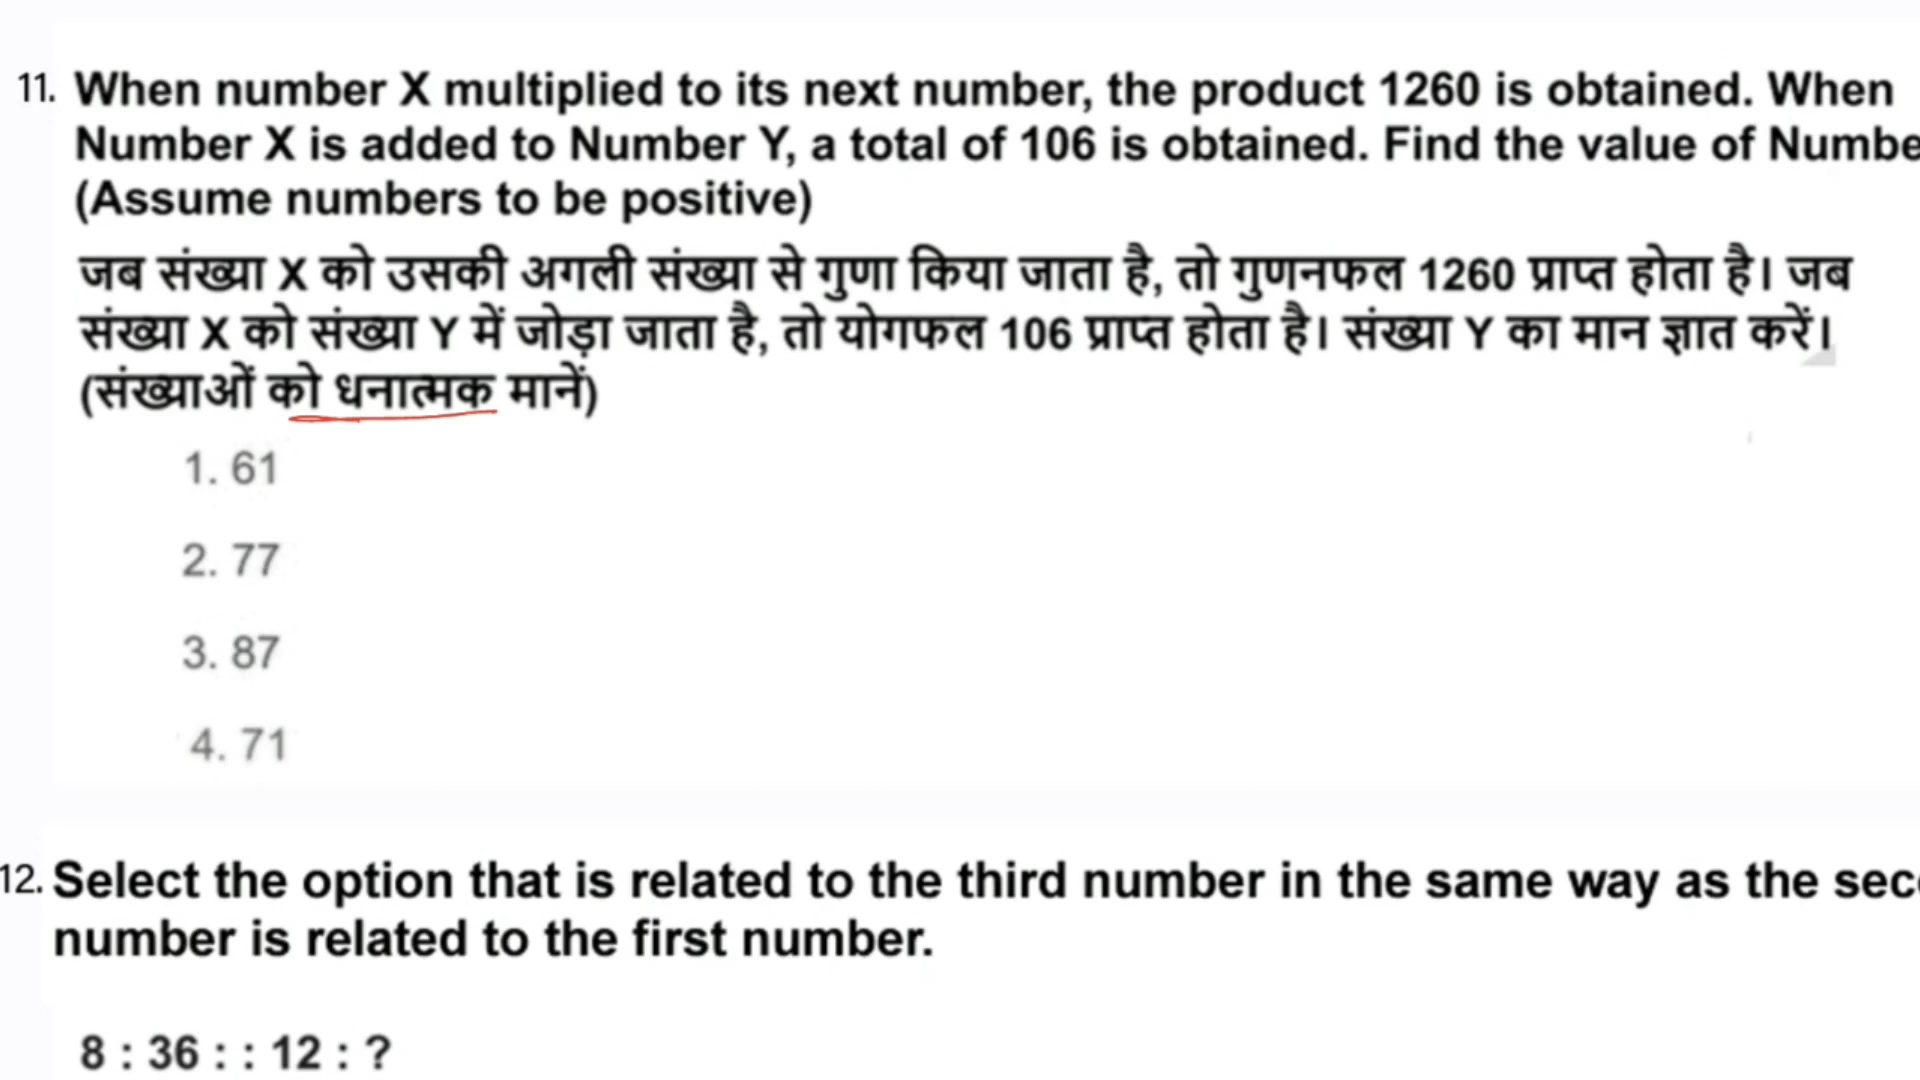 11. When number X multiplied to its next number, the product 1260 is obtained. When
Number X is added to Number Y, a total of 106 is obtained. Find the value of
(Assume numbers to be positive)
जब संख्या X को उसकी अगली संख्या से गुणा किया जाता है, तो गुणनफल 1260 प्राप्त होता है। जब
संख्या X को संख्या Y में जोड़ा जाता है, तो योगफल 106 प्राप्त होता है। संख्या Y का मान ज्ञात करें।
(संख्याओं को धनात्मक मानें)
1. 61
2. 77
3. 87
4. 71
12. Select the option that is related to the third number in the same way as the
number is related to the first number.
8 : 36 : : 12 : ?